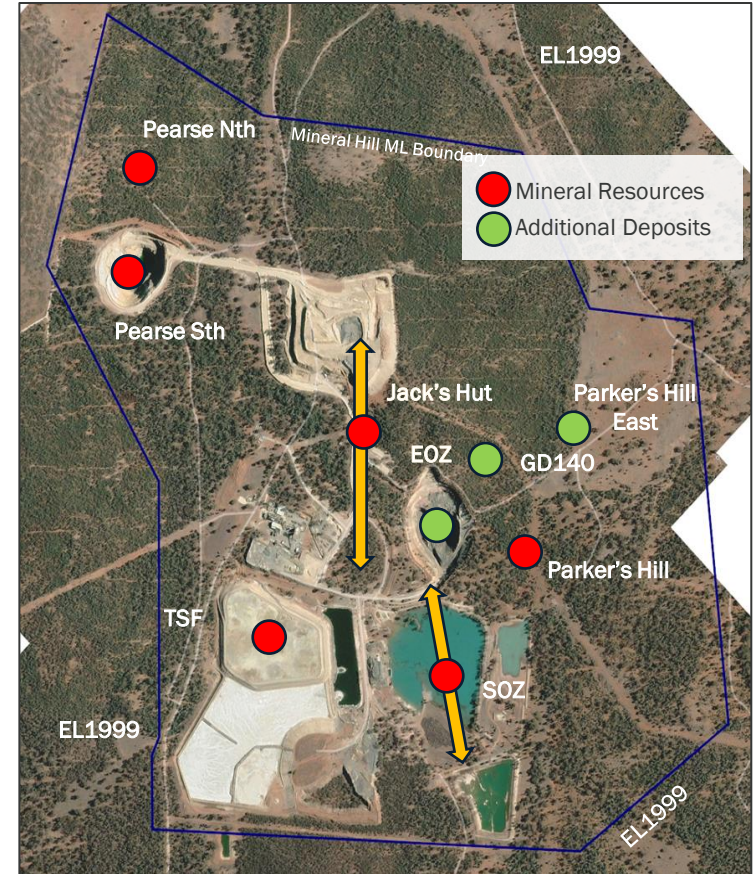 EL1999
Pearse Nth
Mineral Hill ML Boundary
Mineral Resources
Additional Deposits
Pearse Sth
Jack's Hut
Parker's Hill
East
EOZ
GD140
Parker's Hill
TSF
SOZ
EL1999
EL1999